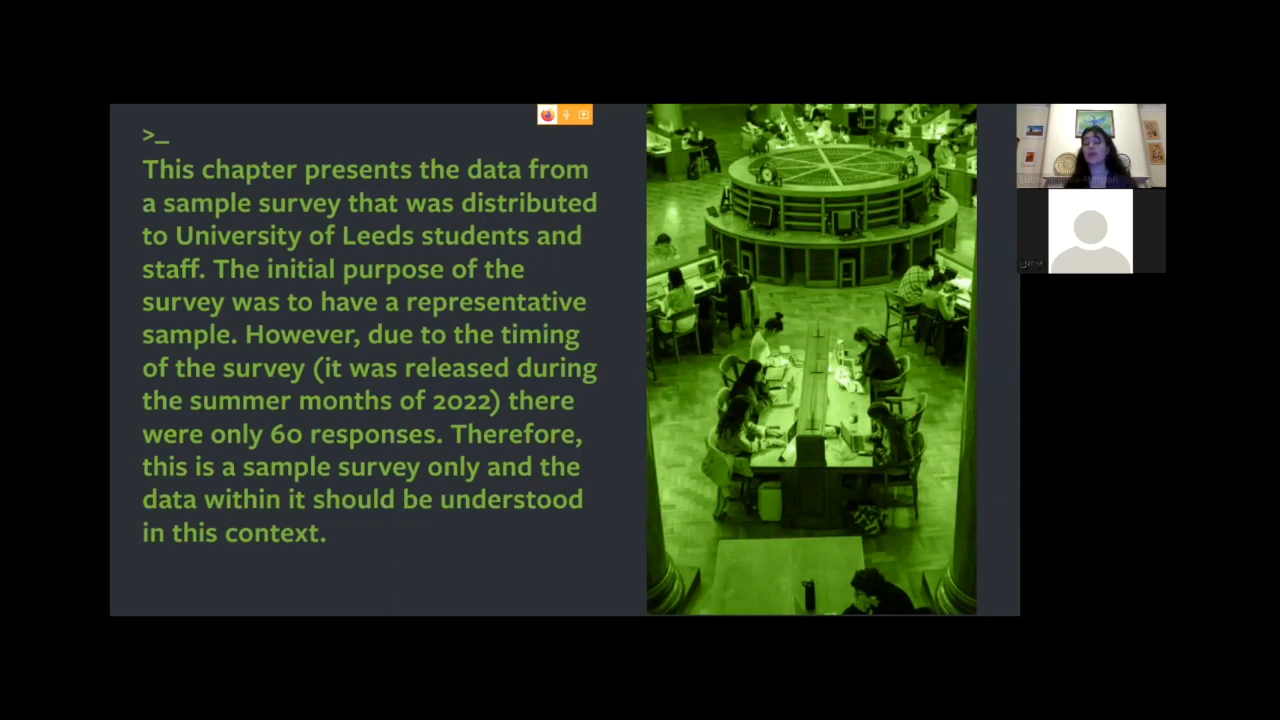 >_
This chapter presents the data from
a sample survey that was distributed
to University of Leeds students and
staff. The initial purpose of the
survey was to have a representative
sample. However, due to the timing
of the survey (it was released during
the summer months of 2022) there
were only 60 responses. Therefore,
this is a sample survey only and the
data within it should be understood
in this context.